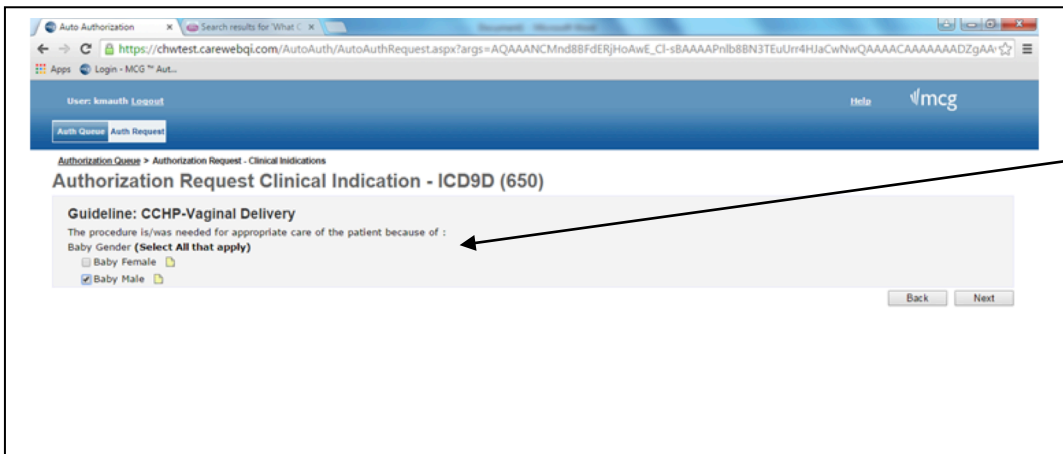 Auto Authorization
Search results for 'What C
https://chwtest.carewebqi.com/AutoAuth/AutoAuthRequest.aspx?args=
Apps Login - MCG ™ Aut...
User: kmauth Logout Help mcg
Auth Queue Auth Request
Authorization Queue > Authorization Request - Clinical Inidications
Authorization Request Clinical Indication - ICD9D (650)
Guideline: CCHP-Vaginal Delivery
The procedure is/was needed for appropriate care of the patient because of :
Baby Gender (Select All that apply)
Baby Female
Baby Male
Back Next